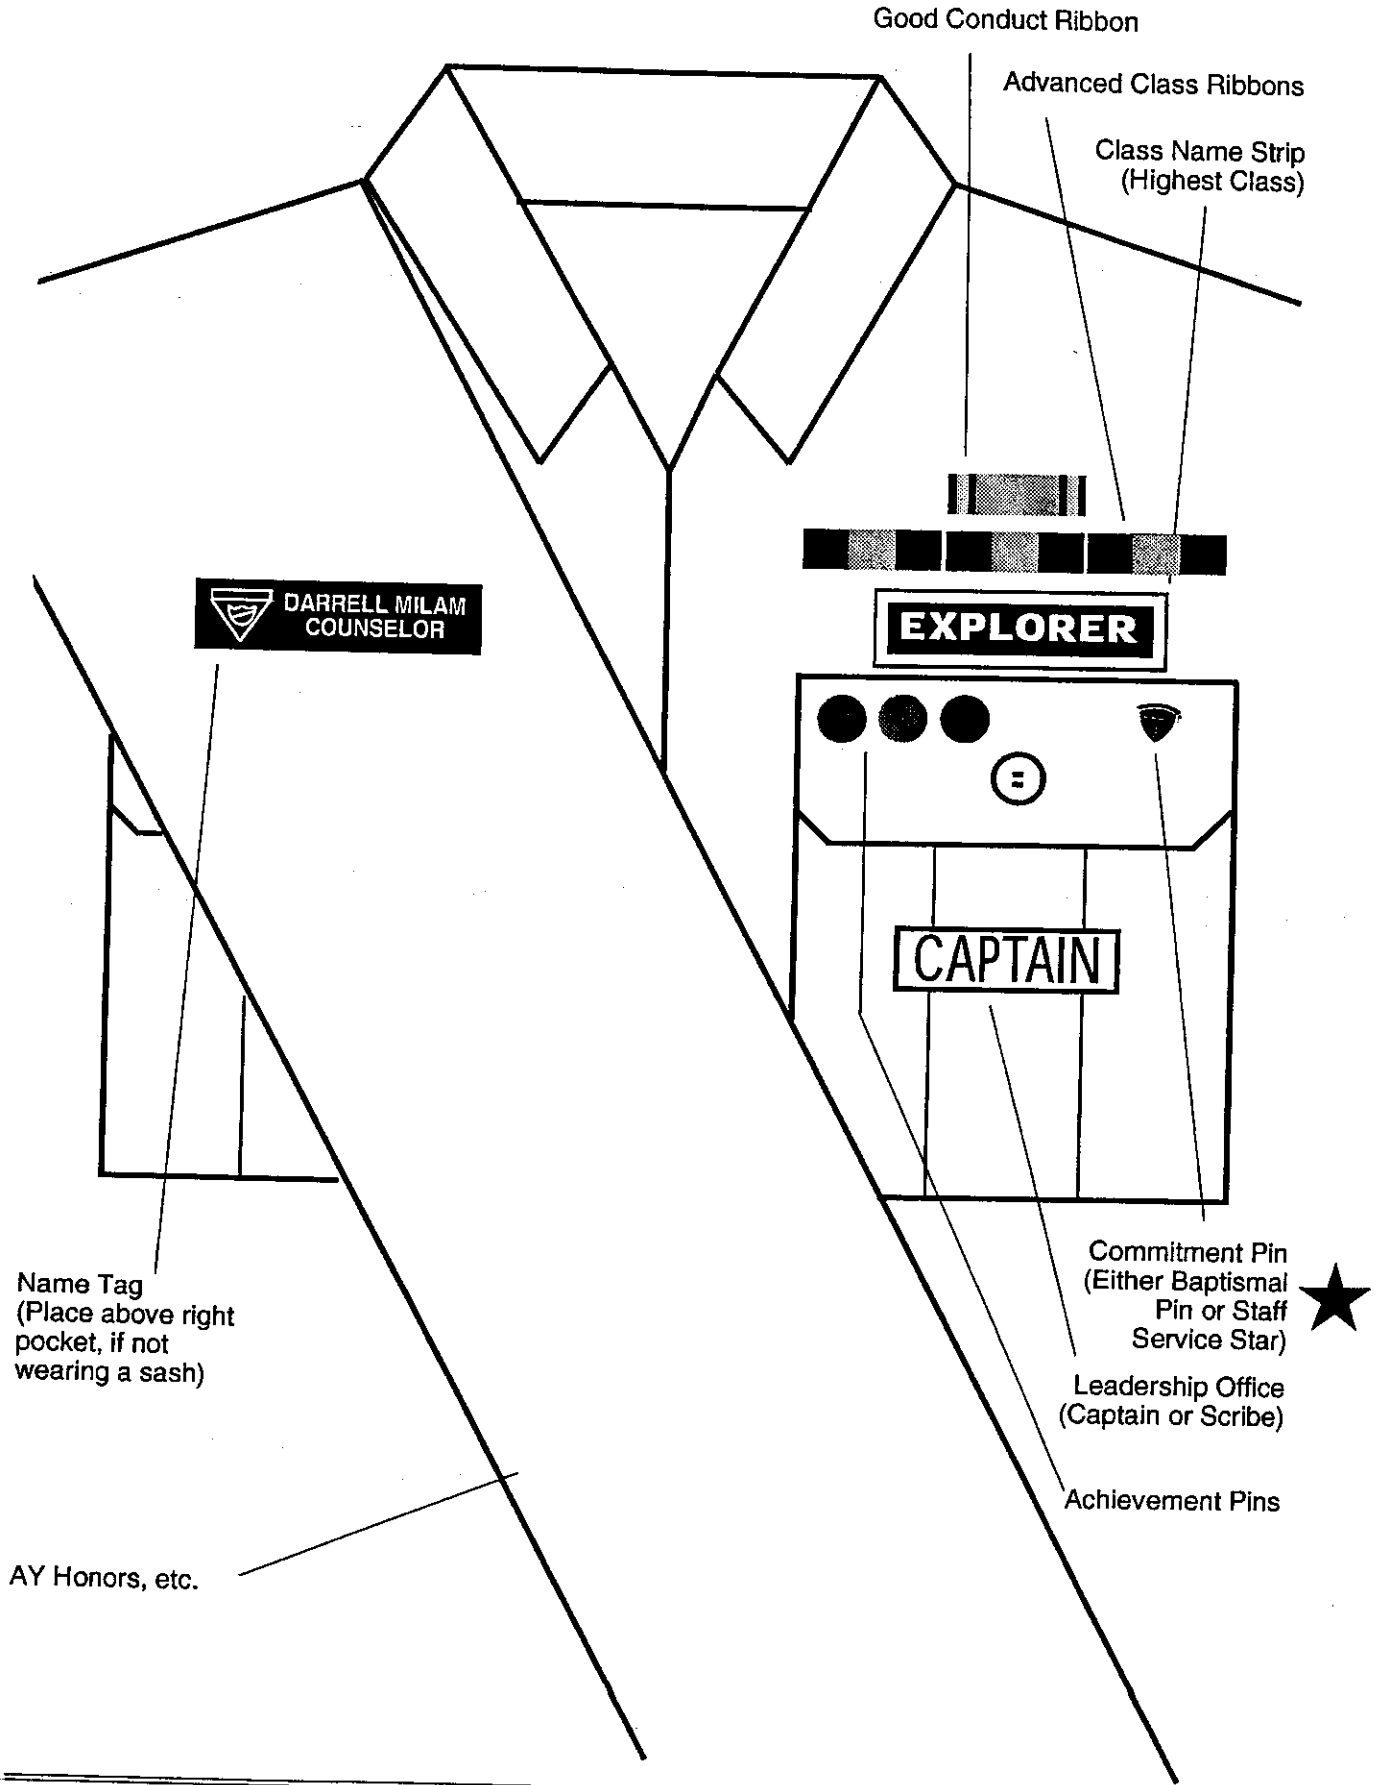 Good Conduct Ribbon
Advanced Class Ribbons
Class Name Strip
(Highest Class)
DARRELL MILAM
COUNSELOR
EXPLORER
CAPTAIN
Name Tag
(Place above right
pocket, if not
wearing a sash)
Commitment Pin
(Either Baptismal
Pin or Staff
Service Star)
Leadership Office
(Captain or Scribe)
Achievement Pins
AY Honors, etc.